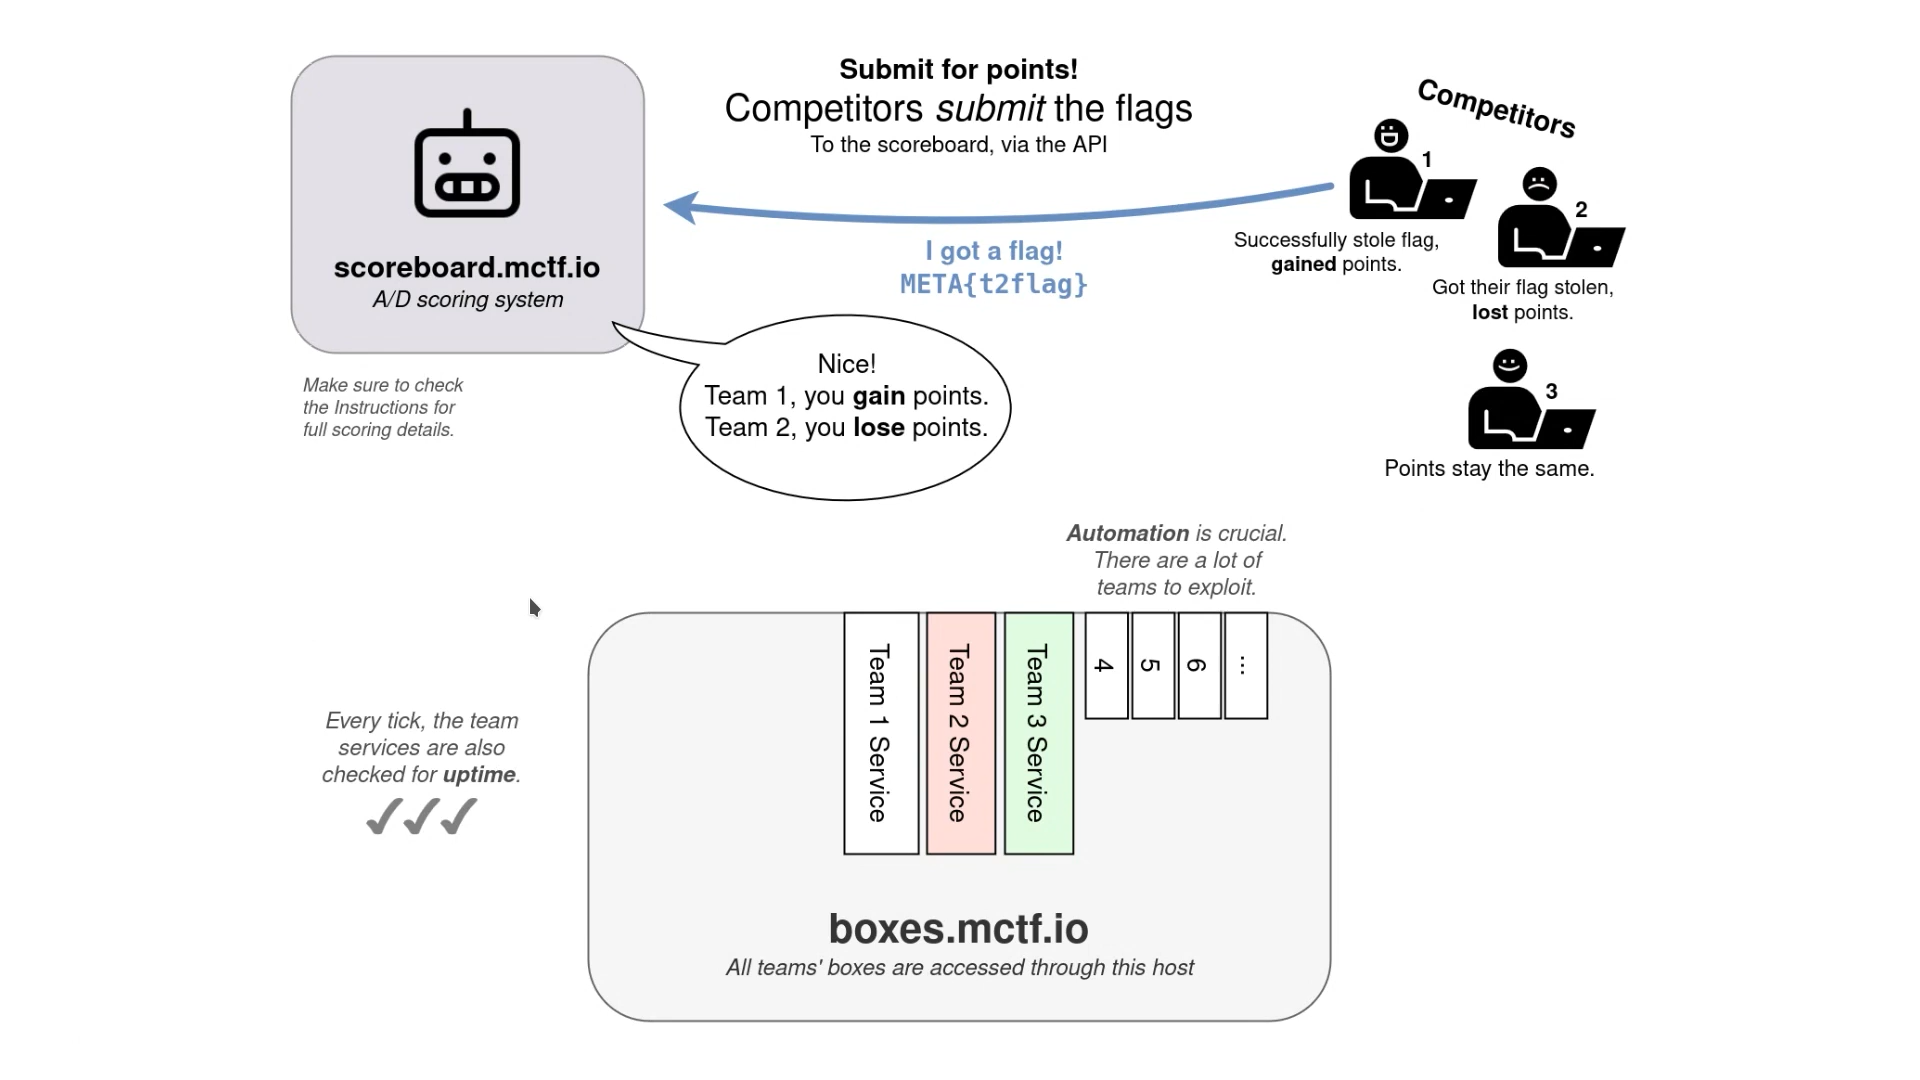 Submit for points!
Competitors submit the flags
To the scoreboard, via the API
Competitors
1
2
scoreboard.mctf.io
A/D scoring system
I got a flag!
META{t2flag}
Successfully stole flag,
gained points.
Got their flag stolen,
lost points.
Make sure to check
the Instructions for
full scoring details.
Nice!
Team 1, you gain points.
Team 2, you lose points.
3
Points stay the same.
Automation is crucial.
There are a lot of
teams to exploit.
Team 1 Service
Team 2 Service
Team 3 Service
4
5
6
...
Every tick, the team
services are also
checked for uptime.
boxes.mctf.io
All teams' boxes are accessed through this host